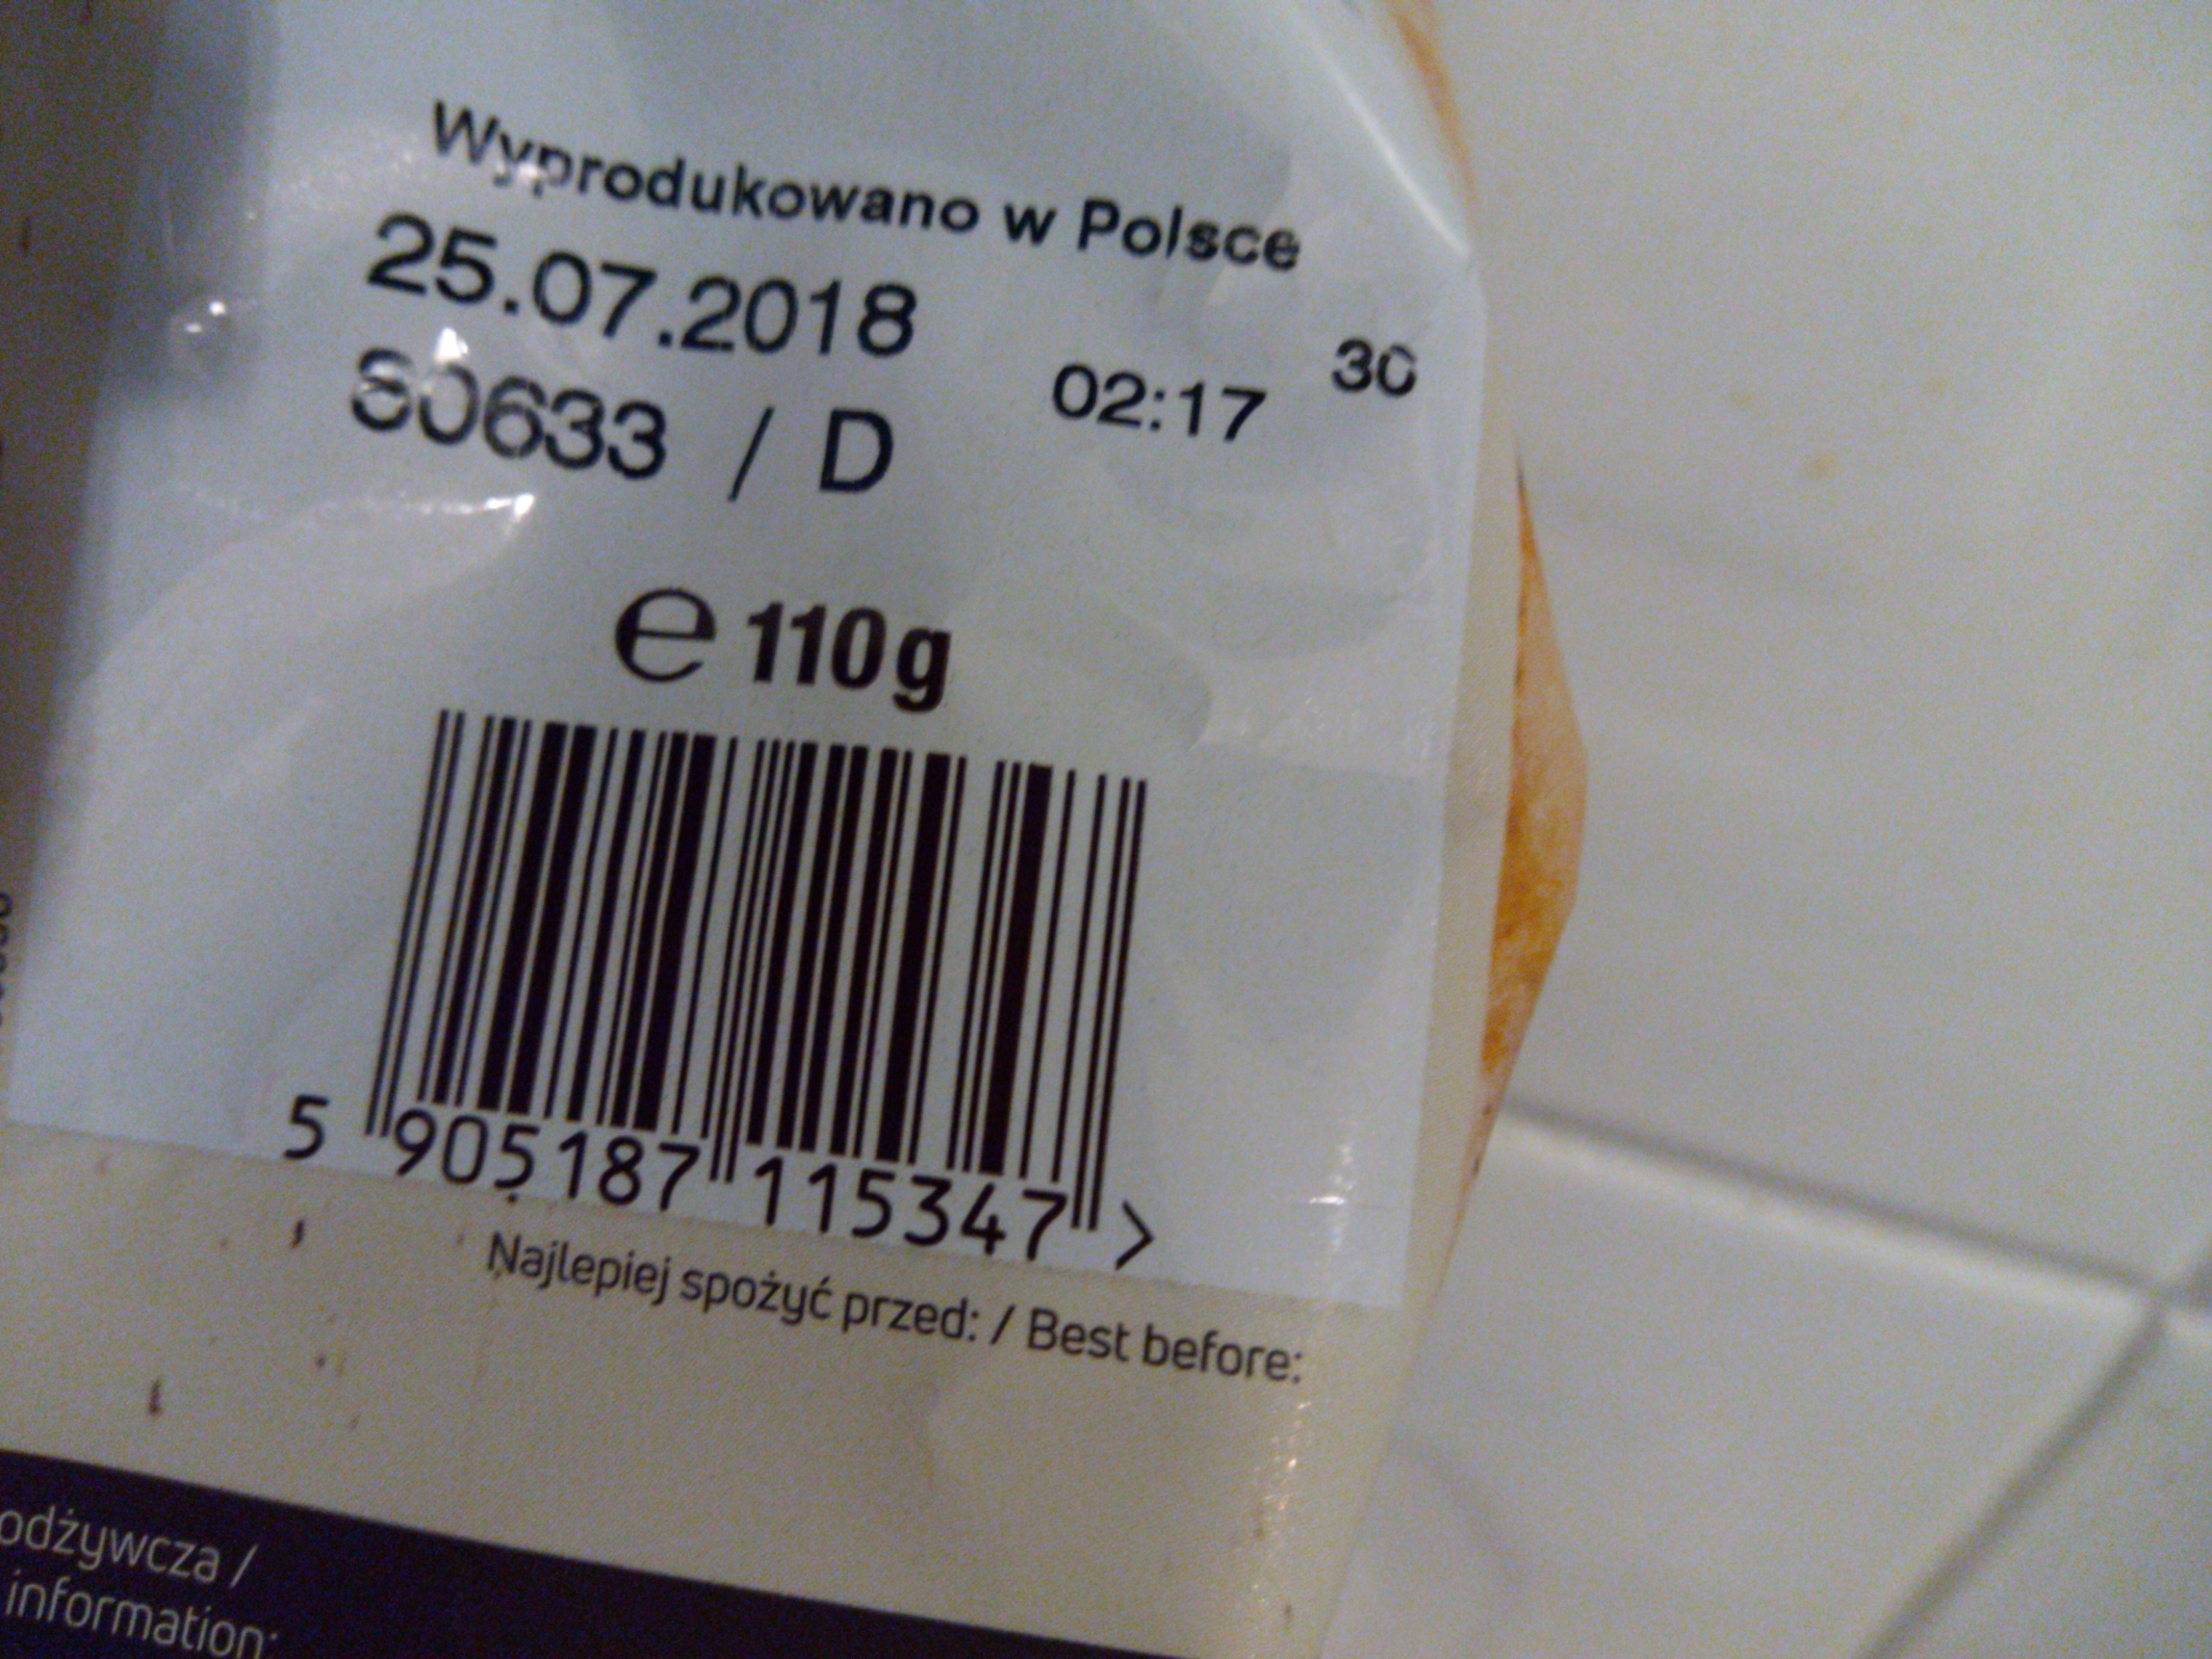 Wyprodukowano w Polsce
25.07.2018 02:17 30
80633 / D
e 110g
5 905187 115347 >
Najlepiej spożyć przed: / Best before:
odżywcza /
information: